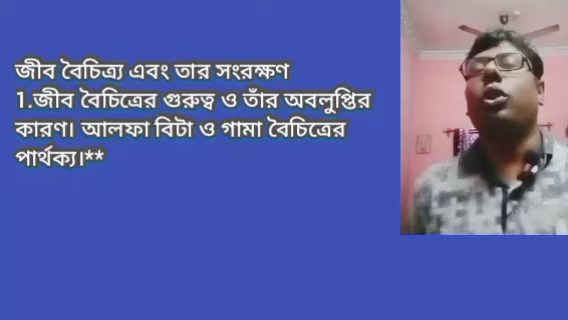 জীব বৈচিত্র্য এবং তার সংরক্ষণ
1.জীব বৈচিত্রের গুরুত্ব ও তাঁর অবলুপ্তির
কারণ। আলফা বিটা ও গামা বৈচিত্রের
পার্থক্য।**